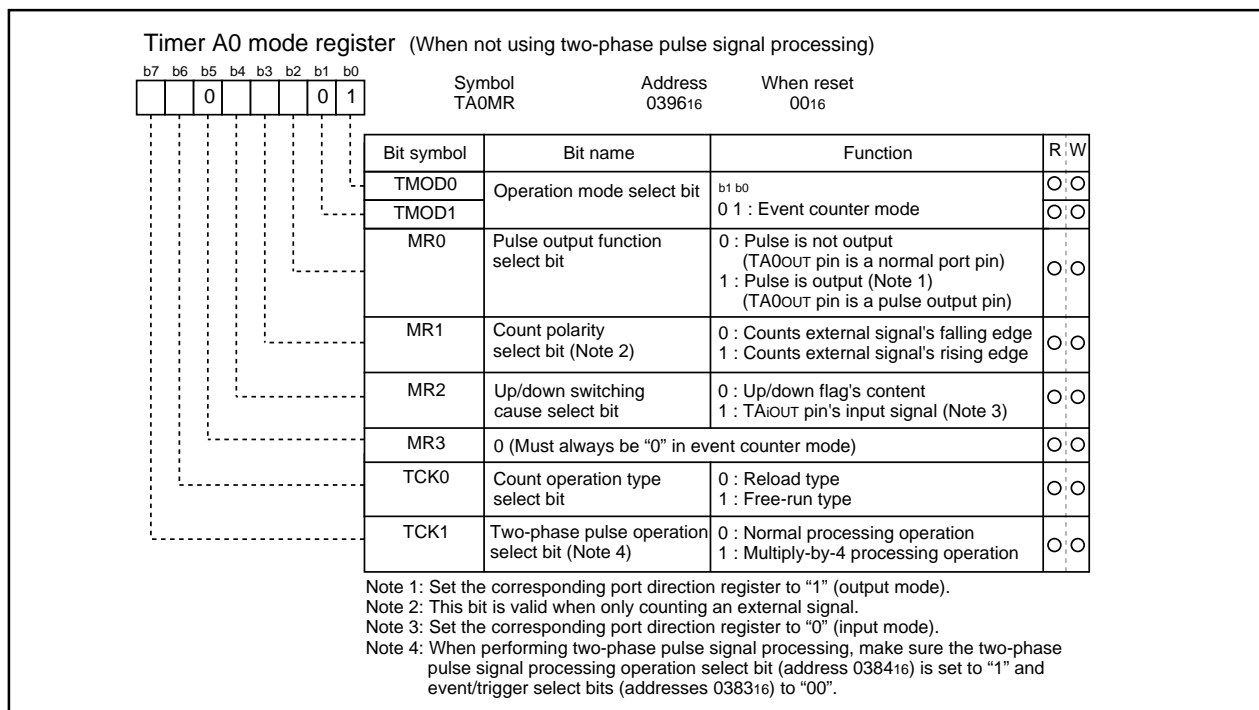 Timer A0 mode register (When not using two-phase pulse signal processing)
b7 b6 b5 b4 b3 b2 b1 b0
0 0 1
Symbol Address When reset
TA0MR 039616 0016
Bit symbol Bit name Function R W
TMOD0 Operation mode select bit b1 b0
TMOD1 0 1 : Event counter mode
MR0 Pulse output function 0 : Pulse is not output
select bit (TA0OUT pin is a normal port pin)
1 : Pulse is output (Note 1)
(TA0OUT pin is a pulse output pin)
MR1 Count polarity 0 : Counts external signal's falling edge
select bit (Note 2) 1 : Counts external signal's rising edge
MR2 Up/down switching 0 : Up/down flag's content
cause select bit 1 : TAiOUT pin's input signal (Note 3)
MR3 0 (Must always be “0” in event counter mode)
TCK0 Count operation type 0 : Reload type
select bit 1 : Free-run type
TCK1 Two-phase pulse operation 0 : Normal processing operation
select bit (Note 4) 1 : Multiply-by-4 processing operation
Note 1: Set the corresponding port direction register to “1” (output mode).
Note 2: This bit is valid when only counting an external signal.
Note 3: Set the corresponding port direction register to “0” (input mode).
Note 4: When performing two-phase pulse signal processing, make sure the two-phase
pulse signal processing operation select bit (address 038416) is set to “1” and
event/trigger select bits (addresses 038316) to “00”.